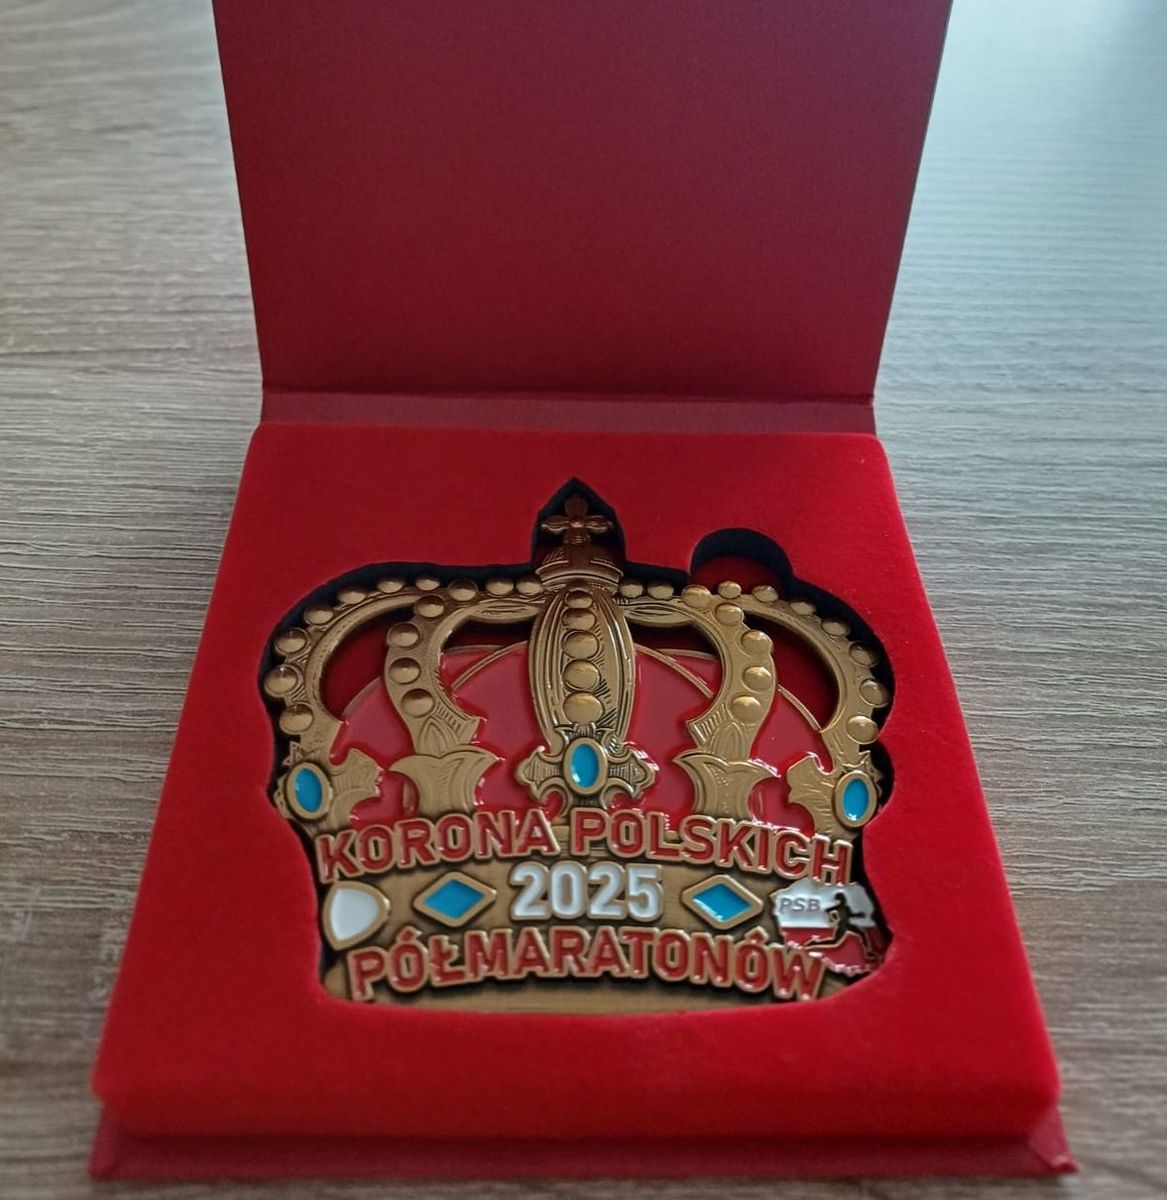 KORONA POLSKICH
2025
PSB
PÓŁMARATONÓW